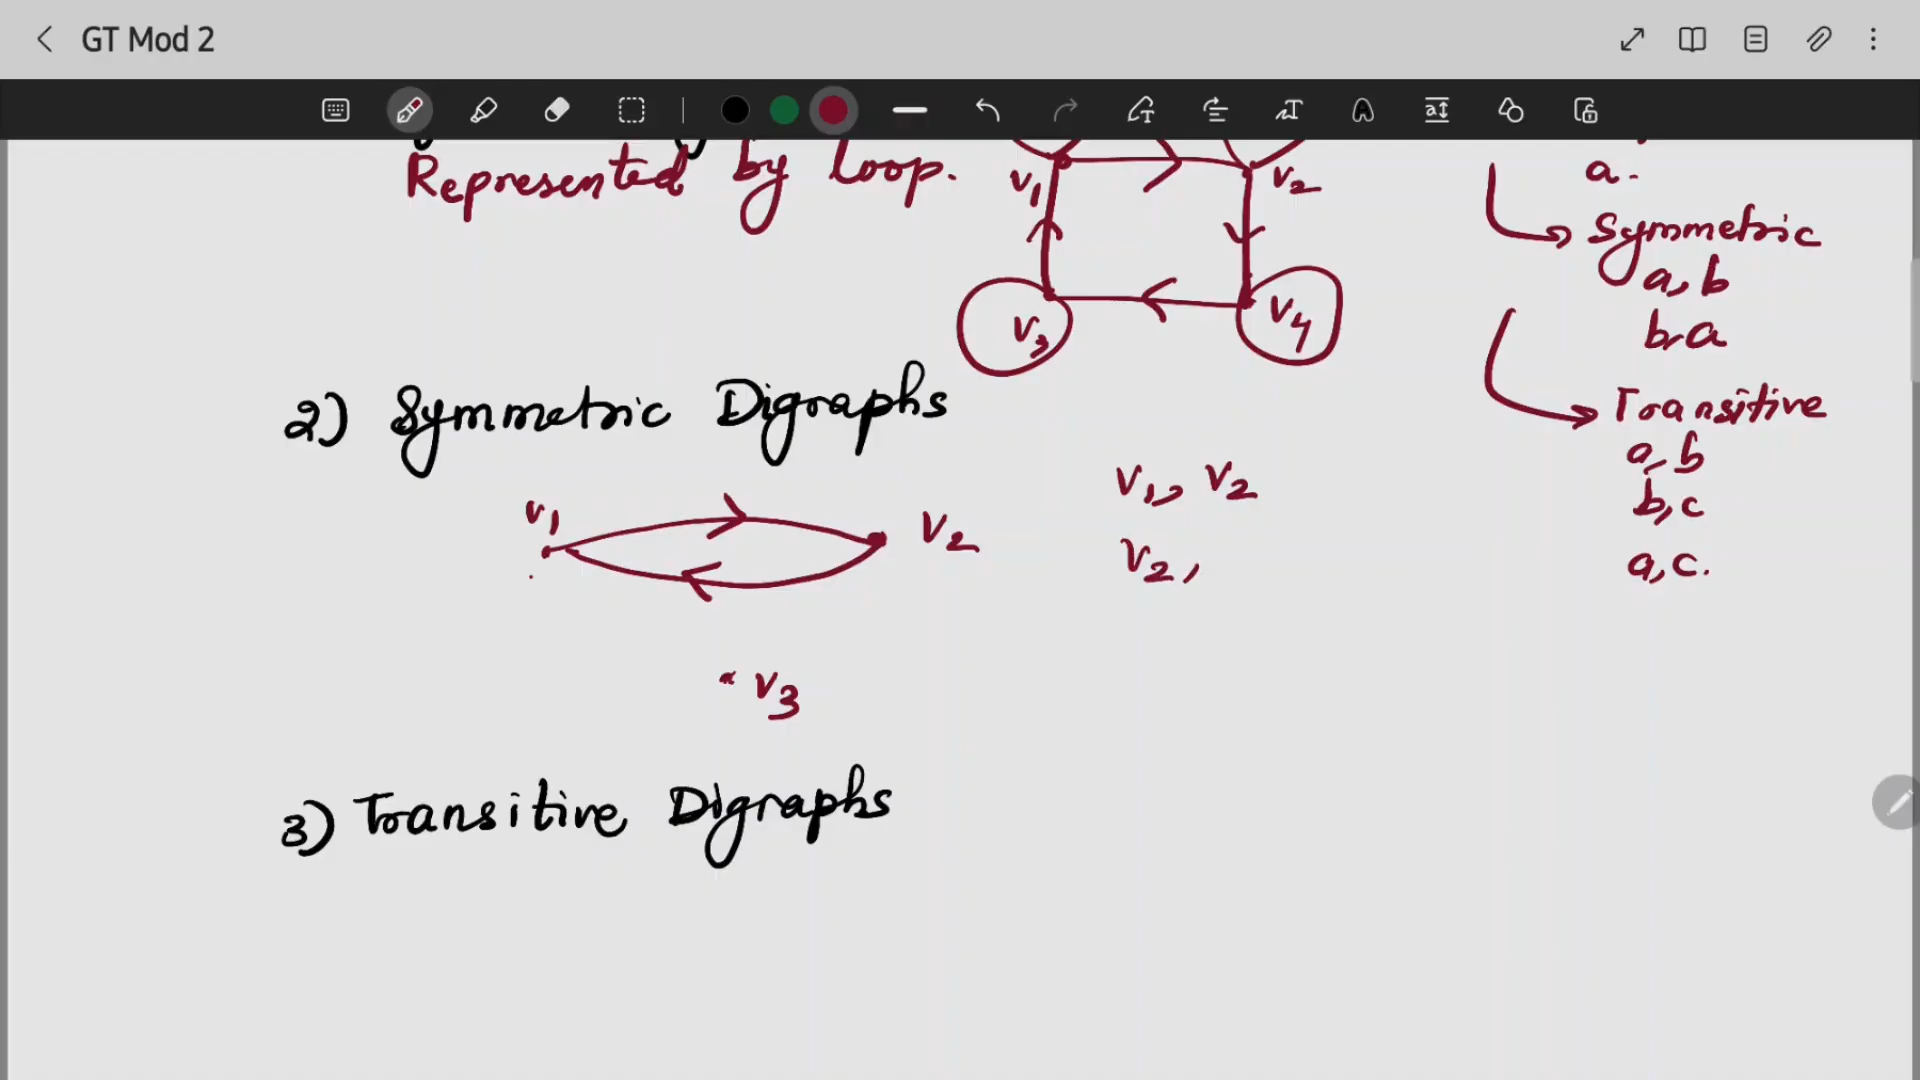 GT Mod 2
Represented by loop.
v1
v2
v3
v4
a.
Symmetric
a, b
b,a
Transitive
a, b
b, c
a, c.
2) Symmetric Digraphs
v1
V2
V1, V2
V2,
v3
3) Transitive Digraphs